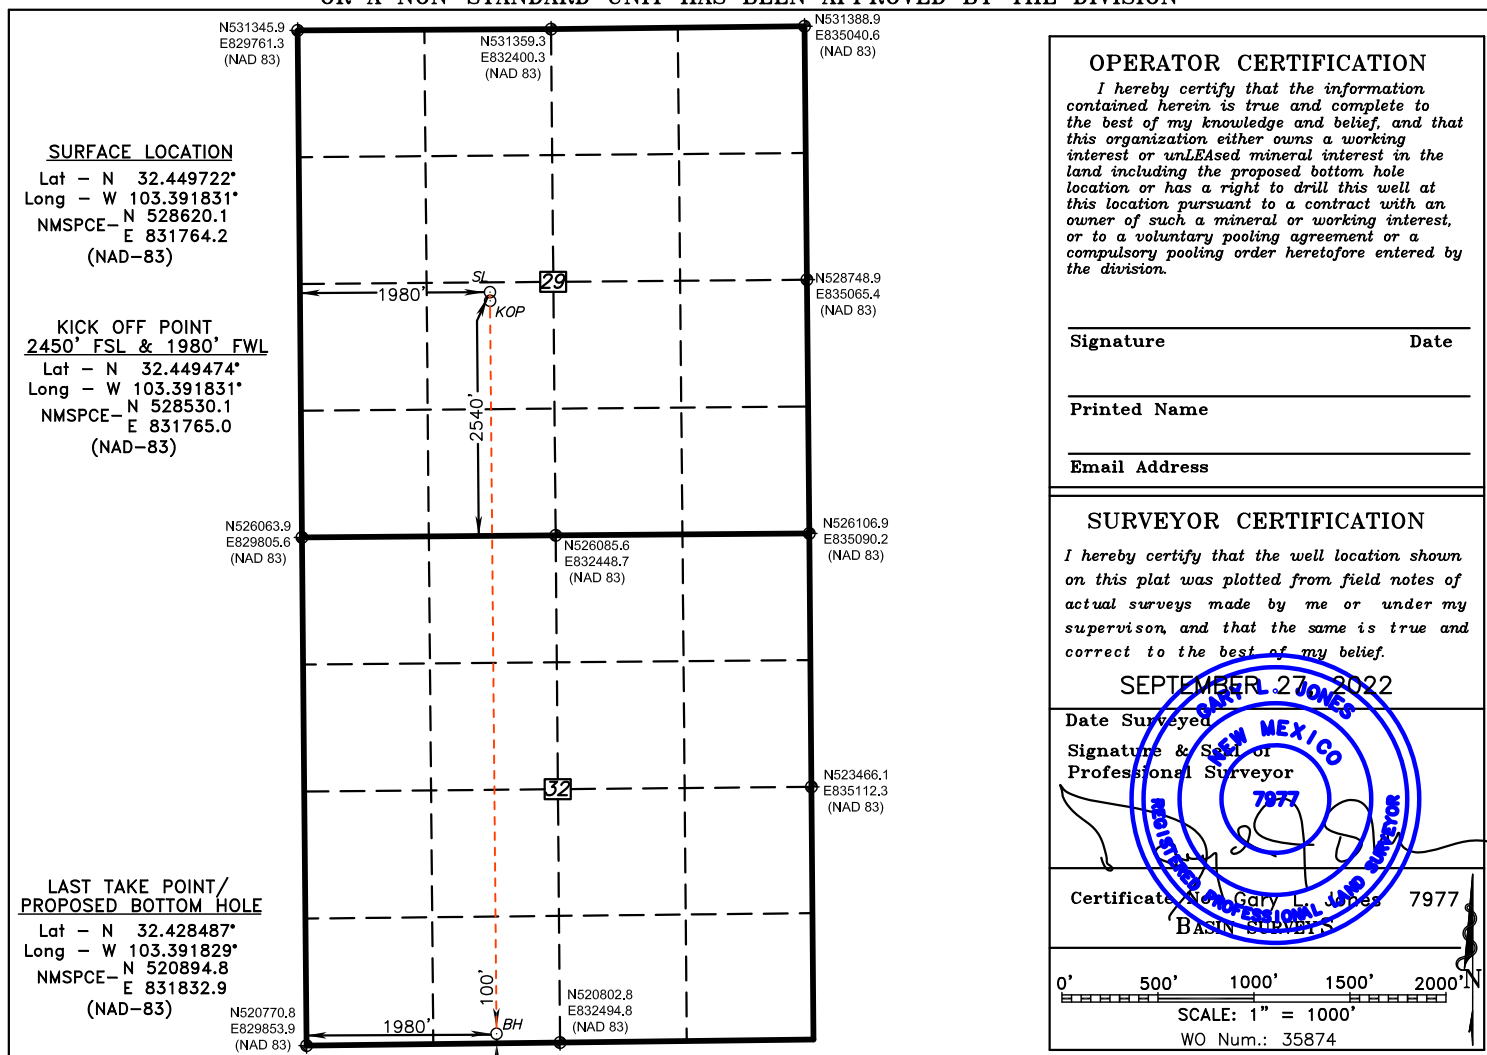 OR A NON-STANDARD UNIT HAS BEEN APPROVED BY THE DIVISION
N531345.9
E829761.3
(NAD 83)
N531359.3
E832400.3
(NAD 83)
N531388.9
E835040.6
(NAD 83)
SURFACE LOCATION
Lat - N 32.449722°
Long - W 103.391831°
NMSPCE- N 528620.1
E 831764.2
(NAD-83)
SL
29
1980'
KOP
N528748.9
E835065.4
(NAD 83)
KICK OFF POINT
2450' FSL & 1980' FWL
Lat - N 32.449474°
Long - W 103.391831°
NMSPCE- N 528530.1
E 831765.0
(NAD-83)
2540'
N526063.9
E829805.6
(NAD 83)
N526085.6
E832448.7
(NAD 83)
N526106.9
E835090.2
(NAD 83)
32
N523466.1
E835112.3
(NAD 83)
LAST TAKE POINT/
PROPOSED BOTTOM HOLE
Lat - N 32.428487°
Long - W 103.391829°
NMSPCE- N 520894.8
E 831832.9
(NAD-83)
100'
N520770.8
E829853.9
(NAD 83)
1980'
BH
N520802.8
E832494.8
(NAD 83)
OPERATOR CERTIFICATION
I hereby certify that the information
contained herein is true and complete to
the best of my knowledge and belief, and that
this organization either owns a working
interest or unLEAsed mineral interest in the
land including the proposed bottom hole
location or has a right to drill this well at
this location pursuant to a contract with an
owner of such a mineral or working interest,
or to a voluntary pooling agreement or a
compulsory pooling order heretofore entered by
the division.
Signature Date
Printed Name
Email Address
SURVEYOR CERTIFICATION
I hereby certify that the well location shown
on this plat was plotted from field notes of
actual surveys made by me or under my
supervison, and that the same is true and
correct to the best of my belief.
SEPTEMBER 27, 2022
Date Surveyed
Signature & Seal of
Professional Surveyor
GARY L. JONES
NEW MEXICO
7977
REGISTERED PROFESSIONAL LAND SURVEYOR
Certificate No. Gary L. Jones 7977
BASIN SURVEYS
0' 500' 1000' 1500' 2000'
N
SCALE: 1" = 1000'
WO Num.: 35874